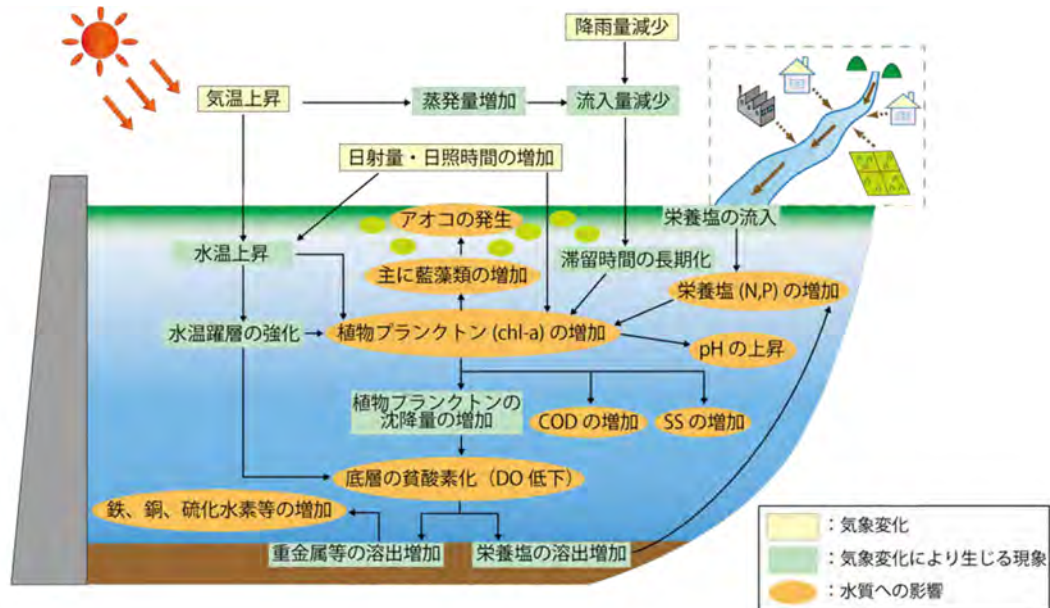 降雨量減少
気温上昇
蒸発量増加
流入量減少
日射量・日照時間の増加
アオコの発生
栄養塩の流入
水温上昇
主に藍藻類の増加
滞留時間の長期化
栄養塩 (N,P) の増加
水温躍層の強化
植物プランクトン (chl-a) の増加
pH の上昇
植物プランクトンの
沈降量の増加
COD の増加
SS の増加
底層の貧酸素化（DO 低下）
鉄、銅、硫化水素等の増加
重金属等の溶出増加
栄養塩の溶出増加
：気象変化
：気象変化により生じる現象
：水質への影響